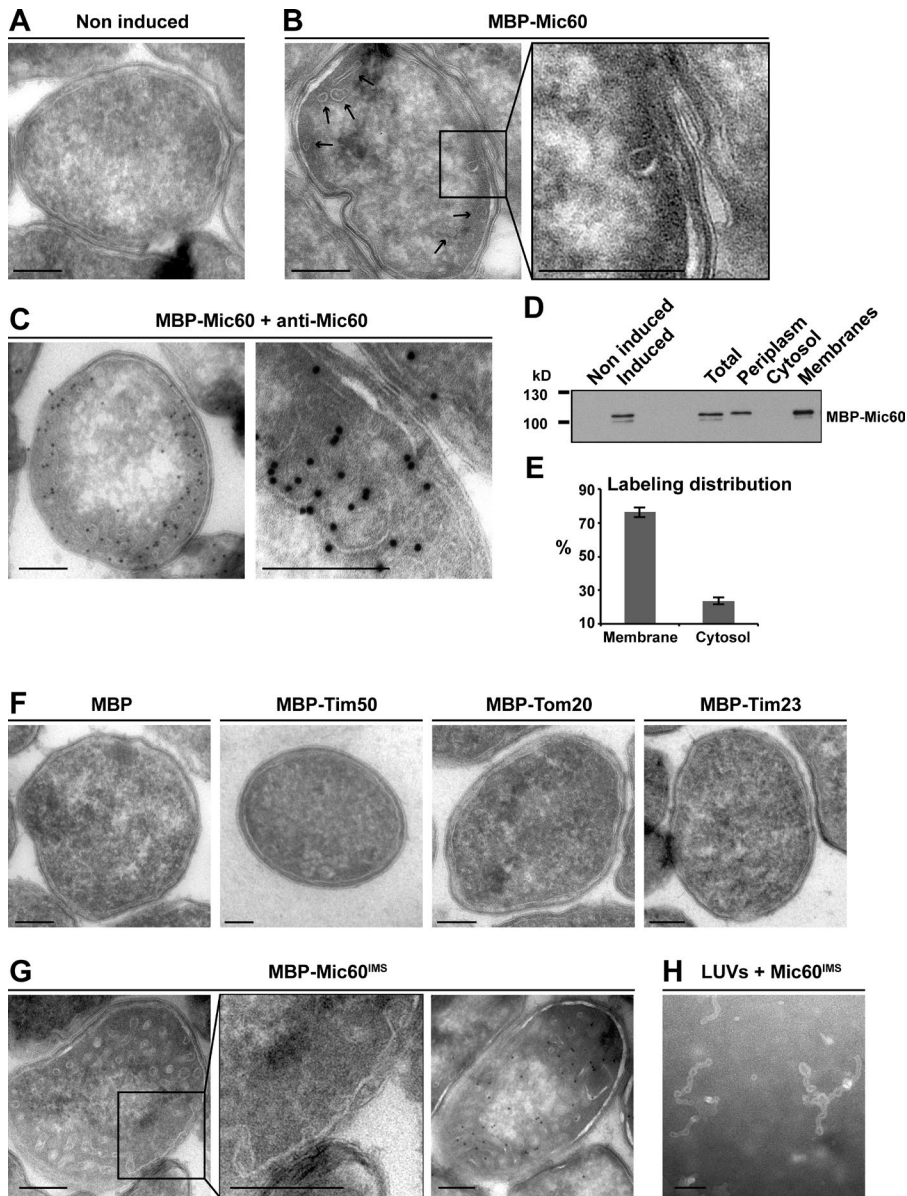 A
Non induced
B
MBP-Mic60
C
MBP-Mic60 + anti-Mic60
D
Non induced
Induced
Total
Periplasm
Cytosol
Membranes
kD
130
100
MBP-Mic60
E
Labeling distribution
90
70
%
50
30
10
Membrane
Cytosol
F
MBP
MBP-Tim50
MBP-Tom20
MBP-Tim23
G
MBP-Mic60IMS
H
LUVs + Mic60IMS